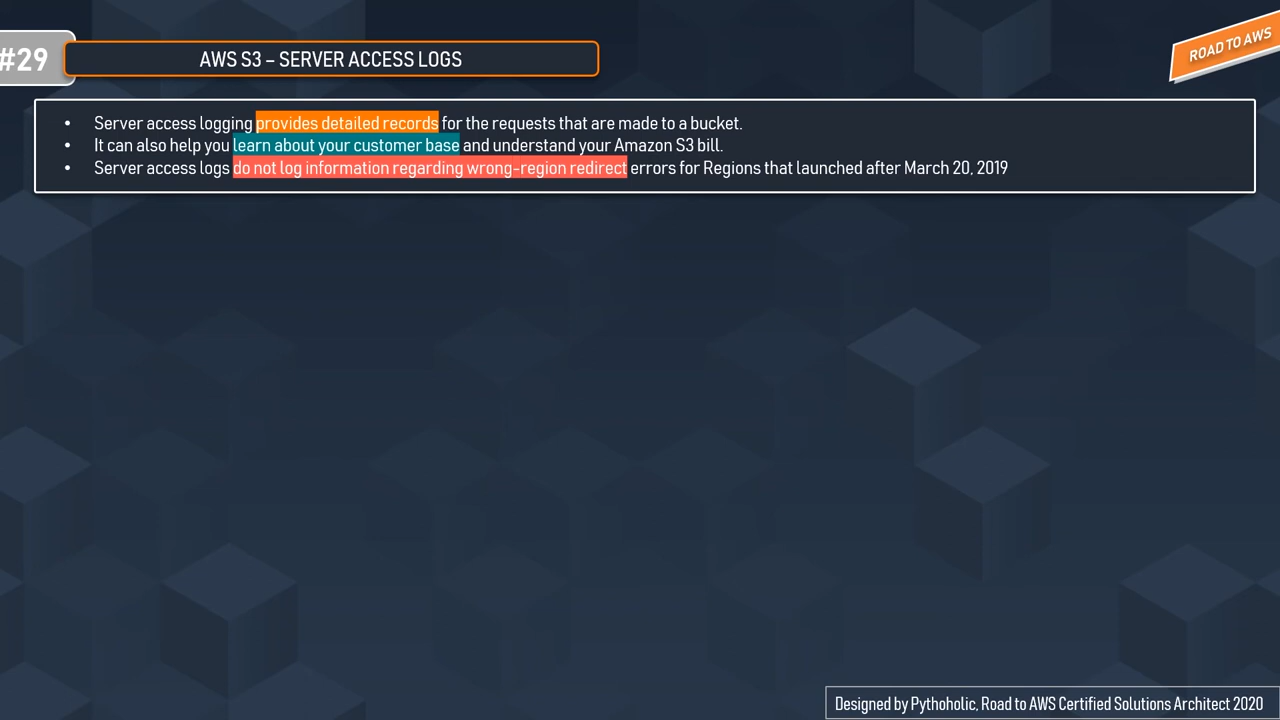 #29
AWS S3 – SERVER ACCESS LOGS
ROAD TO AWS
• Server access logging provides detailed records for the requests that are made to a bucket.
• It can also help you learn about your customer base and understand your Amazon S3 bill.
• Server access logs do not log information regarding wrong-region redirect errors for Regions that launched after March 20, 2019
Designed by Pythoholic, Road to AWS Certified Solutions Architect 2020